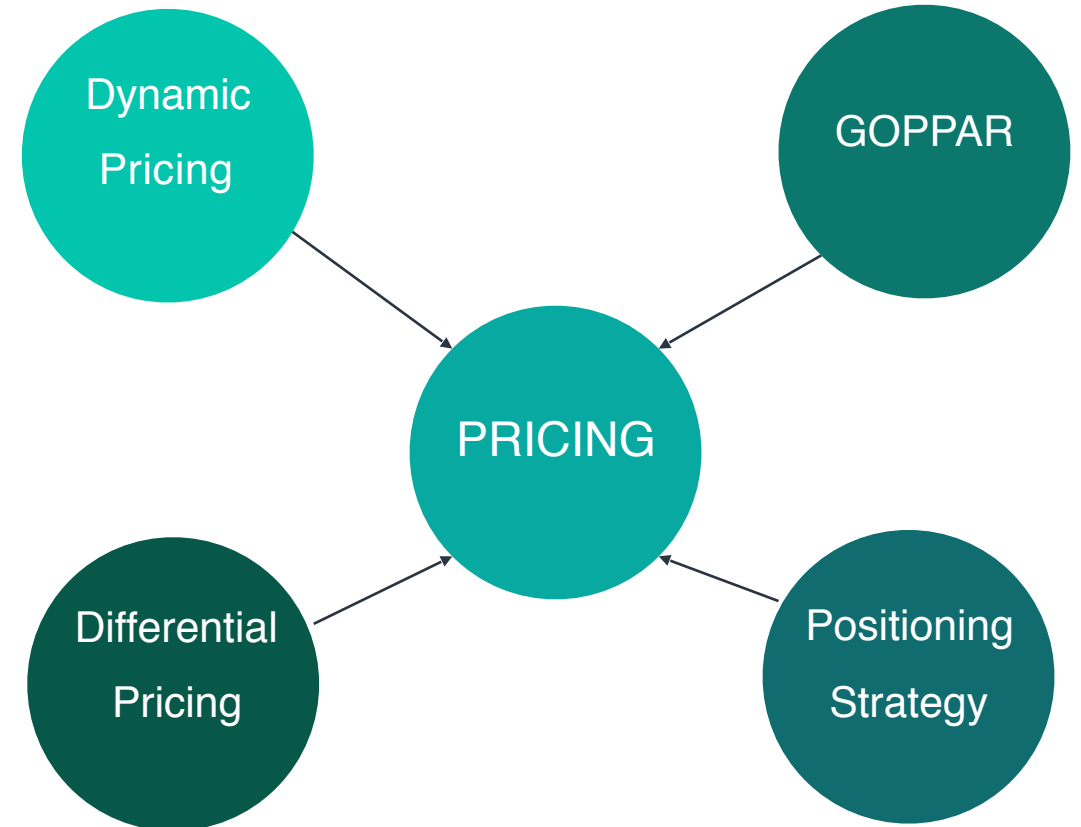 Dynamic
Pricing
GOPPAR
PRICING
Differential
Pricing
Positioning
Strategy